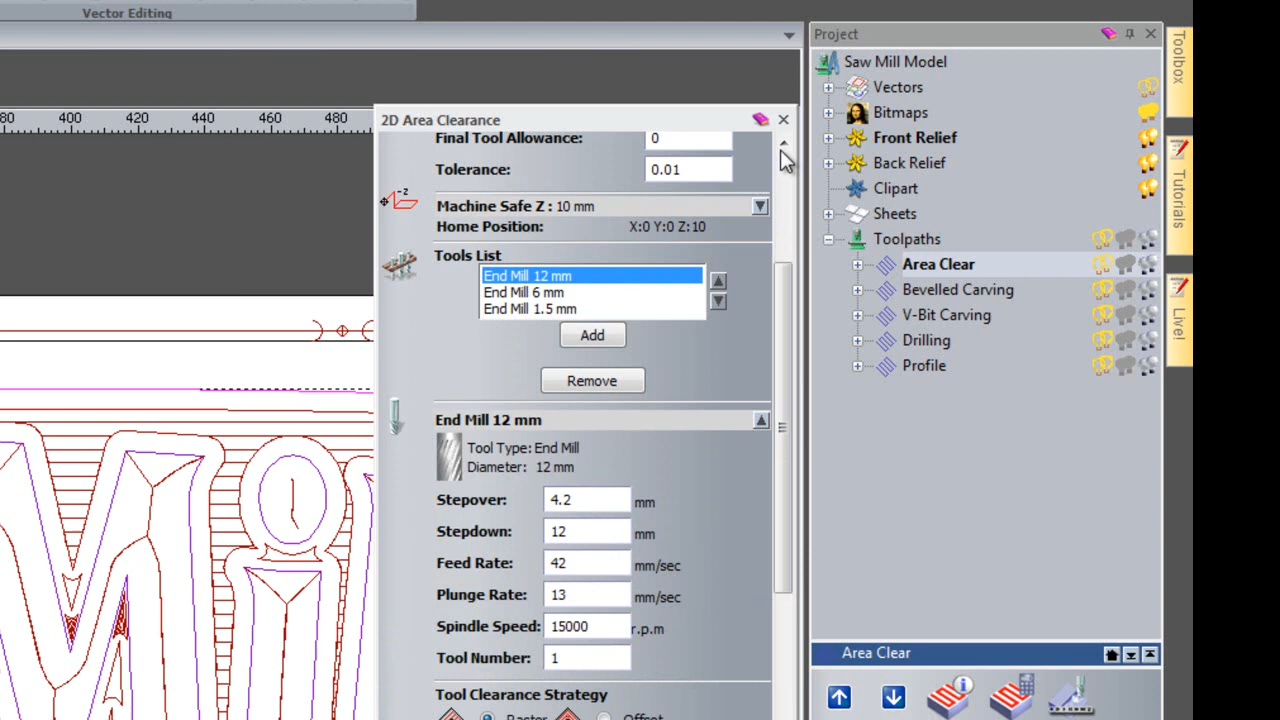 Vector Editing
80 400 420 440 460 480
2D Area Clearance
Final Tool Allowance: 0
Tolerance: 0.01
-z
Machine Safe Z : 10 mm
Home Position: X:0 Y:0 Z:10
Tools List
End Mill 12 mm
End Mill 6 mm
End Mill 1.5 mm
Add
Remove
End Mill 12 mm
Tool Type: End Mill
Diameter: 12 mm
Stepover: 4.2 mm
Stepdown: 12 mm
Feed Rate: 42 mm/sec
Plunge Rate: 13 mm/sec
Spindle Speed: 15000 r.p.m
Tool Number: 1
Tool Clearance Strategy
Raster Offset
Project
Saw Mill Model
Vectors
Bitmaps
Front Relief
Back Relief
Clipart
Sheets
Toolpaths
Area Clear
Bevelled Carving
V-Bit Carving
Drilling
Profile
Area Clear
Toolbox
Tutorials
Live!